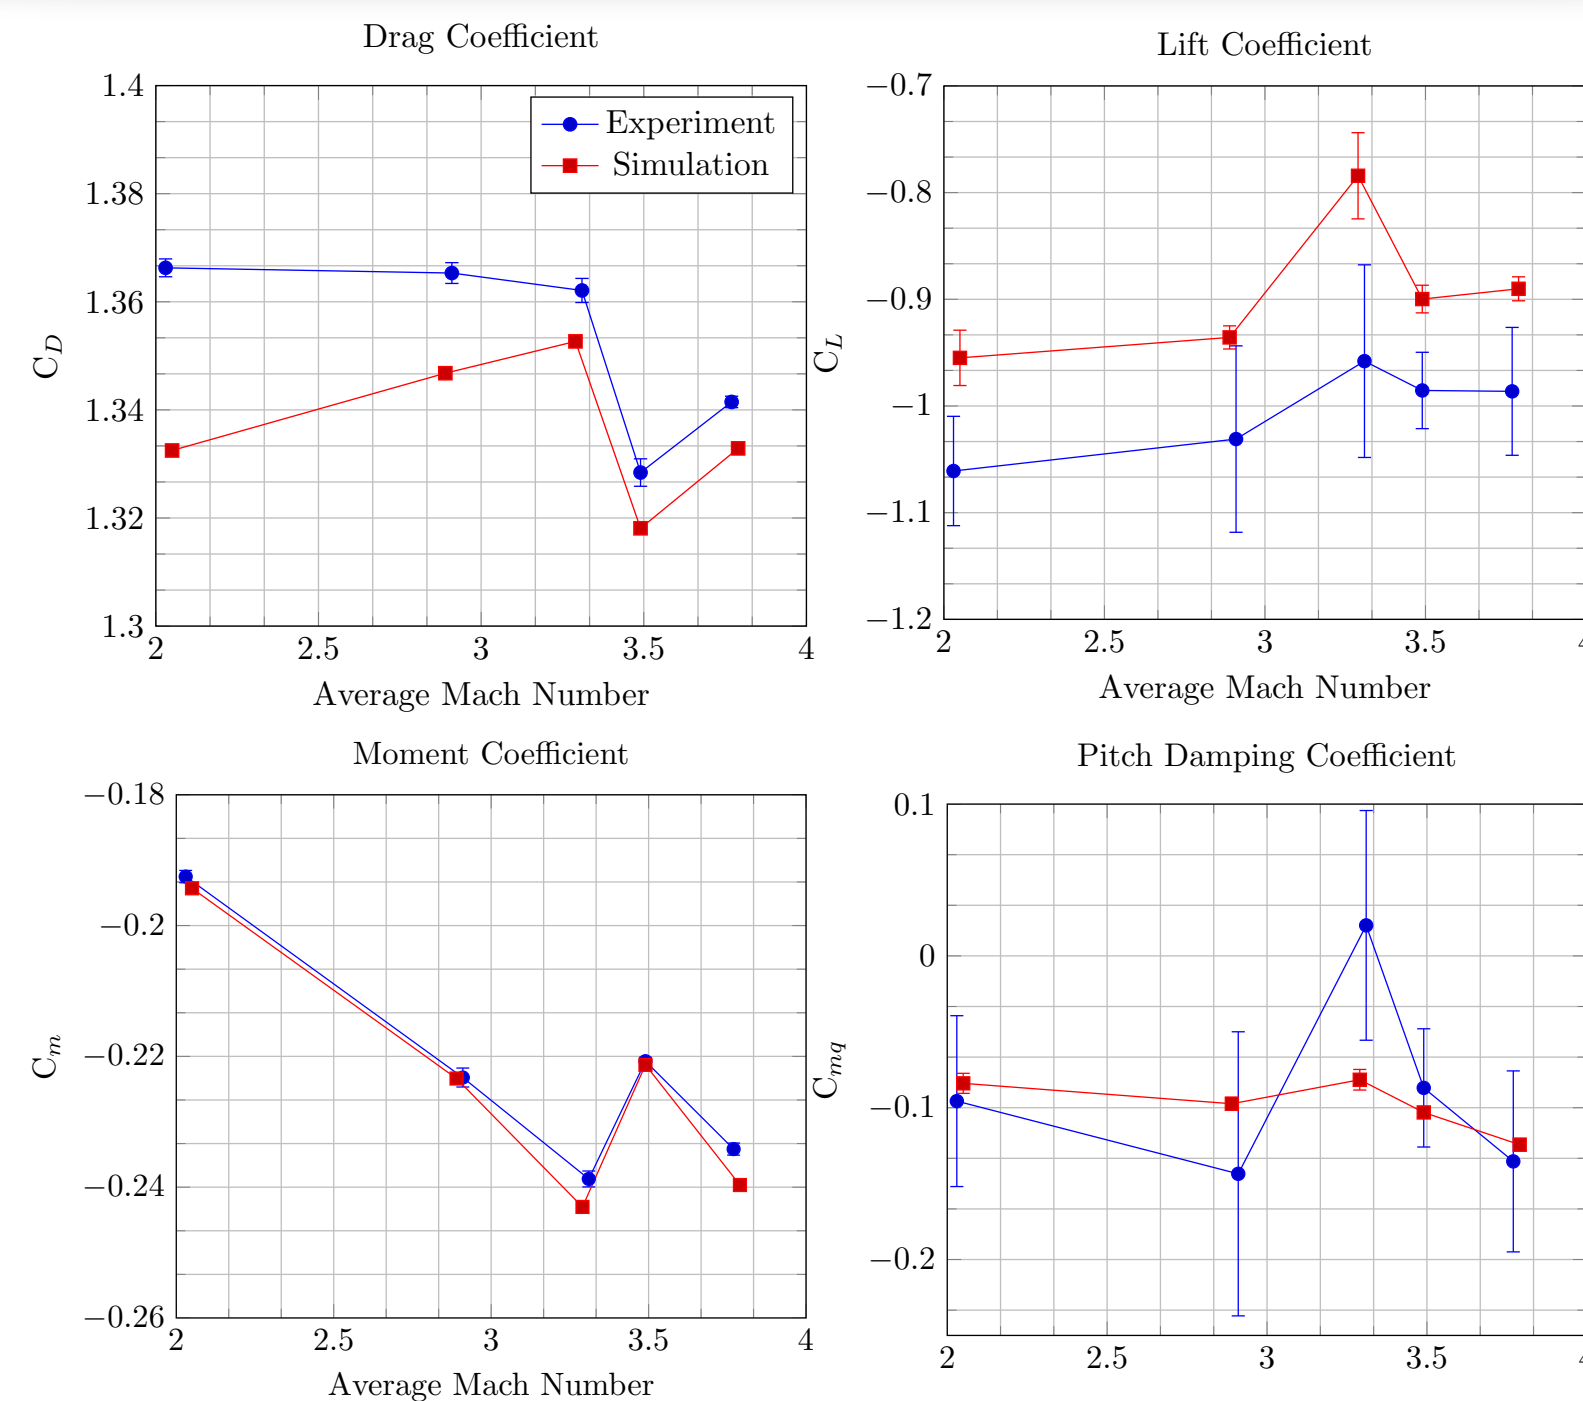 Drag Coefficient
1.4
1.38
1.36
1.34
1.32
1.3
C_D
Experiment
Simulation
2 2.5 3 3.5 4
Average Mach Number
Lift Coefficient
−0.7
−0.8
−0.9
−1
−1.1
−1.2
C_L
2 2.5 3 3.5
Average Mach Number
Moment Coefficient
−0.18
−0.2
−0.22
−0.24
−0.26
C_m
2 2.5 3 3.5 4
Average Mach Number
Pitch Damping Coefficient
0.1
0
−0.1
−0.2
C_mq
2 2.5 3 3.5